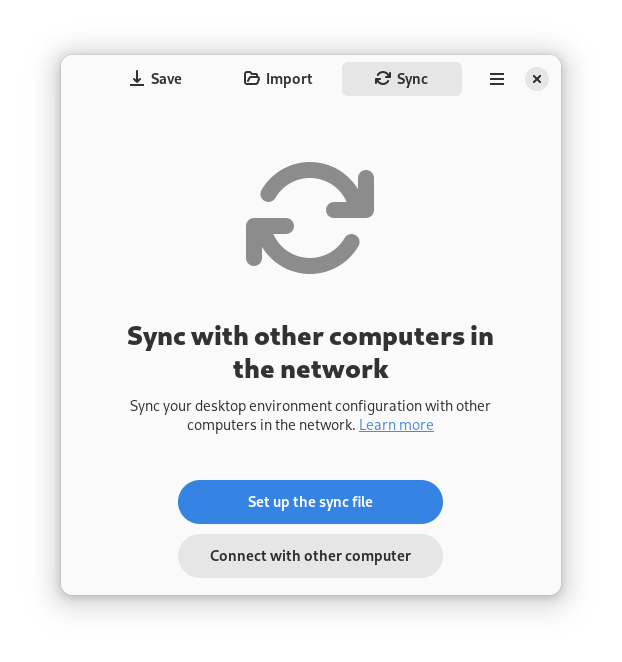 Save Import Sync
Sync with other computers in
the network
Sync your desktop environment configuration with other
computers in the network. Learn more
Set up the sync file
Connect with other computer